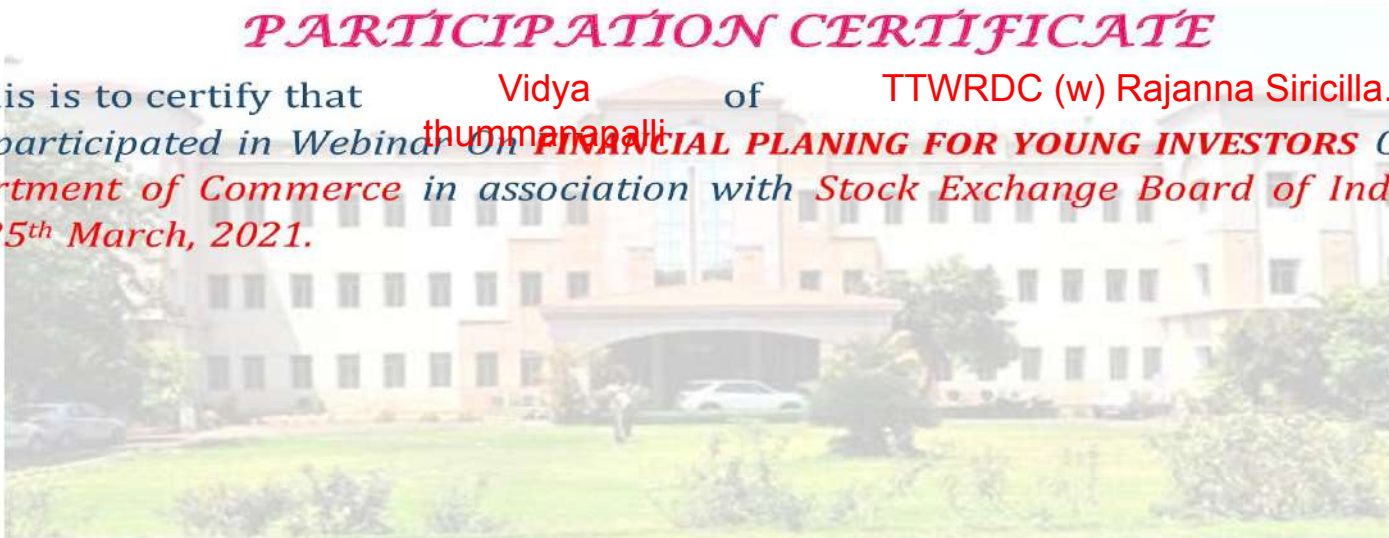 PARTICIPATION CERTIFICATE
is is to certify that Vidya of TTWRDC (w) Rajanna Siricilla.
participated in Webinar On thummanapalli FINANCIAL PLANING FOR YOUNG INVESTORS
rtment of Commerce in association with Stock Exchange Board of Ind
25th March, 2021.